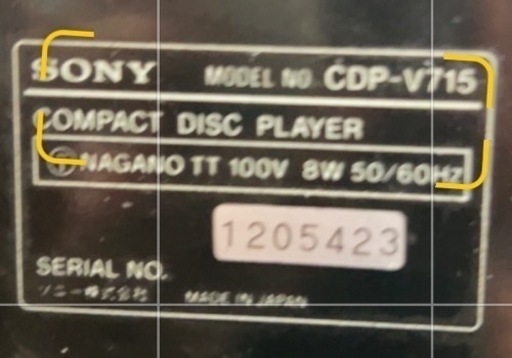 SONY MODEL NO. CDP-V715
COMPACT DISC PLAYER
NAGANO TT 100V 8W 50/60Hz
1205423
SERIAL NO.
ソニー株式会社 MADE IN JAPAN